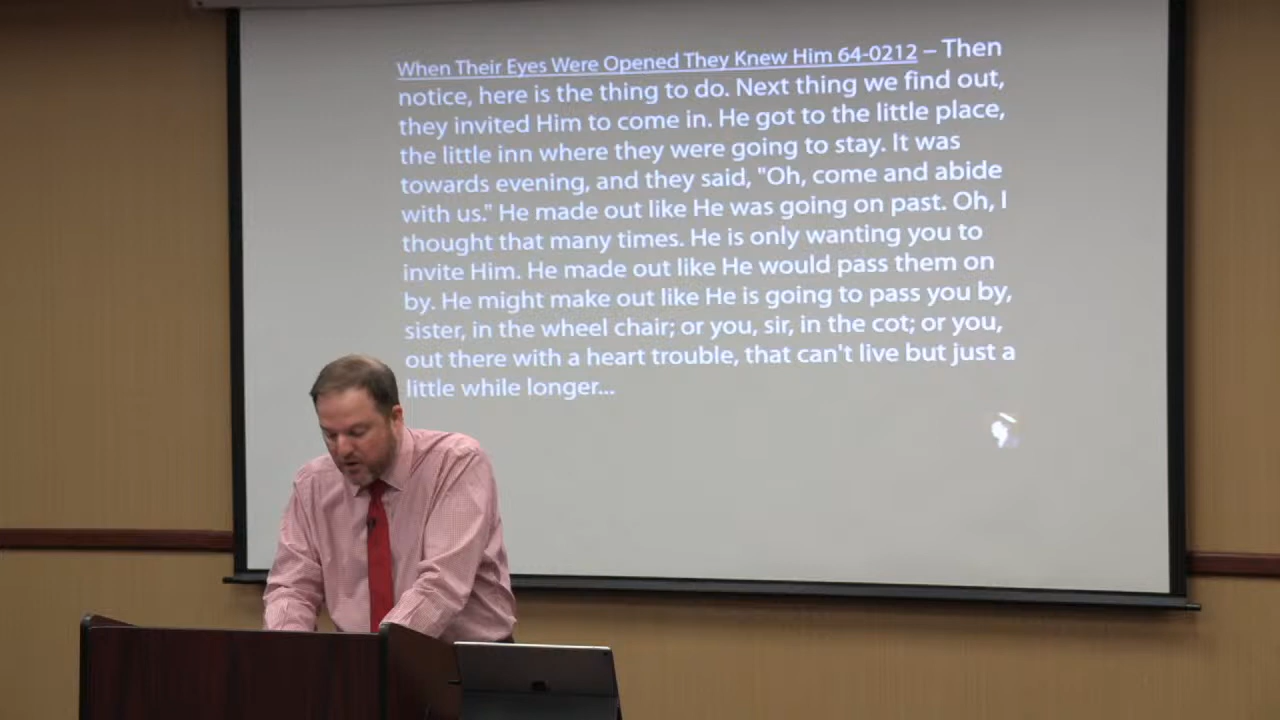 When Their Eyes Were Opened They Knew Him 64-0212 – Then
notice, here is the thing to do. Next thing we find out,
they invited Him to come in. He got to the little place,
the little inn where they were going to stay. It was
towards evening, and they said, "Oh, come and abide
with us." He made out like He was going on past. Oh, I
thought that many times. He is only wanting you to
invite Him. He made out like He would pass them on
by. He might make out like He is going to pass you by,
sister, in the wheel chair; or you, sir, in the cot; or you,
out there with a heart trouble, that can't live but just a
little while longer...